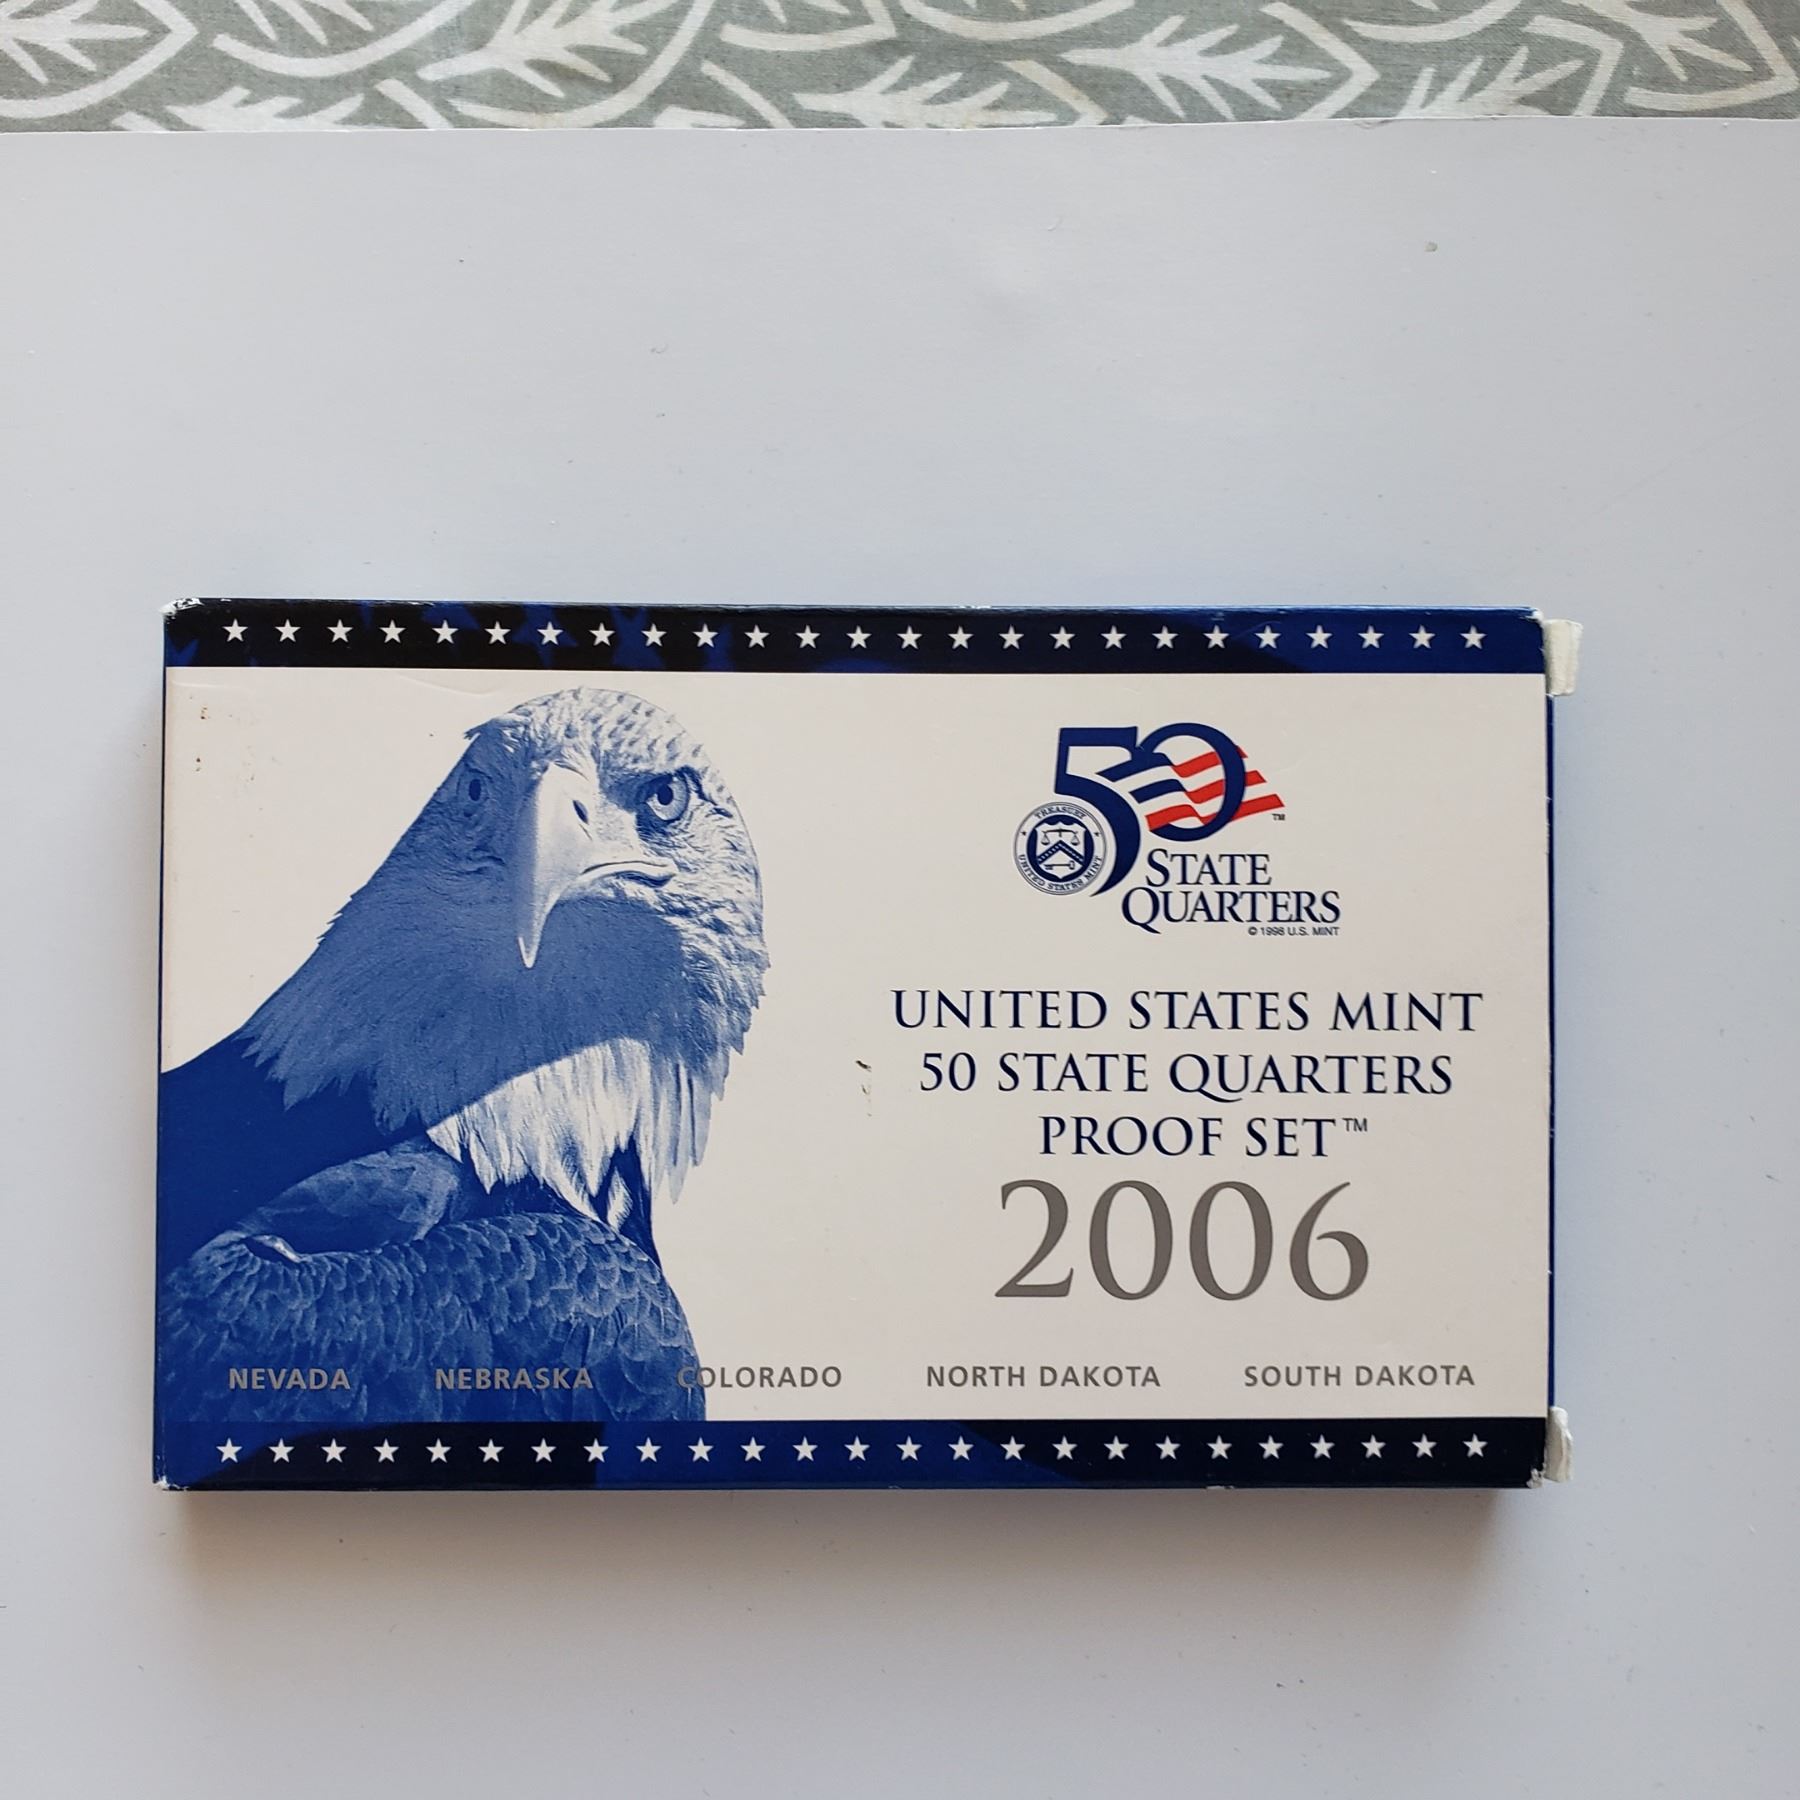 50
TM
STATE
QUARTERS
© 1998 U.S. MINT
TREASURY
UNITED STATES MINT
UNITED STATES MINT
50 STATE QUARTERS
PROOF SET™
2006
NEVADA NEBRASKA COLORADO NORTH DAKOTA SOUTH DAKOTA